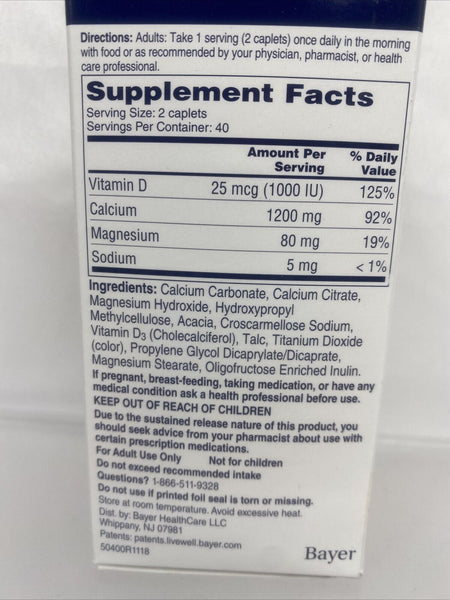 Directions: Adults: Take 1 serving (2 caplets) once daily in the morning
with food or as recommended by your physician, pharmacist, or health
care professional.
Supplement Facts
Serving Size: 2 caplets
Servings Per Container: 40
Amount Per Serving % Daily Value
Vitamin D 25 mcg (1000 IU) 125%
Calcium 1200 mg 92%
Magnesium 80 mg 19%
Sodium 5 mg < 1%
Ingredients: Calcium Carbonate, Calcium Citrate,
Magnesium Hydroxide, Hydroxypropyl
Methylcellulose, Acacia, Croscarmellose Sodium,
Vitamin D3 (Cholecalciferol), Talc, Titanium Dioxide
(color), Propylene Glycol Dicaprylate/Dicaprate,
Magnesium Stearate, Oligofructose Enriched Inulin.
If pregnant, breast-feeding, taking medication, or have any
medical condition ask a health professional before use.
KEEP OUT OF REACH OF CHILDREN
Due to the sustained release nature of this product, you
should seek advice from your pharmacist about use with
certain prescription medications.
For Adult Use Only Not for children
Do not exceed recommended intake
Questions? 1-866-511-9328
Do not use if printed foil seal is torn or missing.
Store at room temperature. Avoid excessive heat.
Dist. by: Bayer HealthCare LLC
Whippany, NJ 07981
Patents: patents.livewell.bayer.com
50400R1118
Bayer